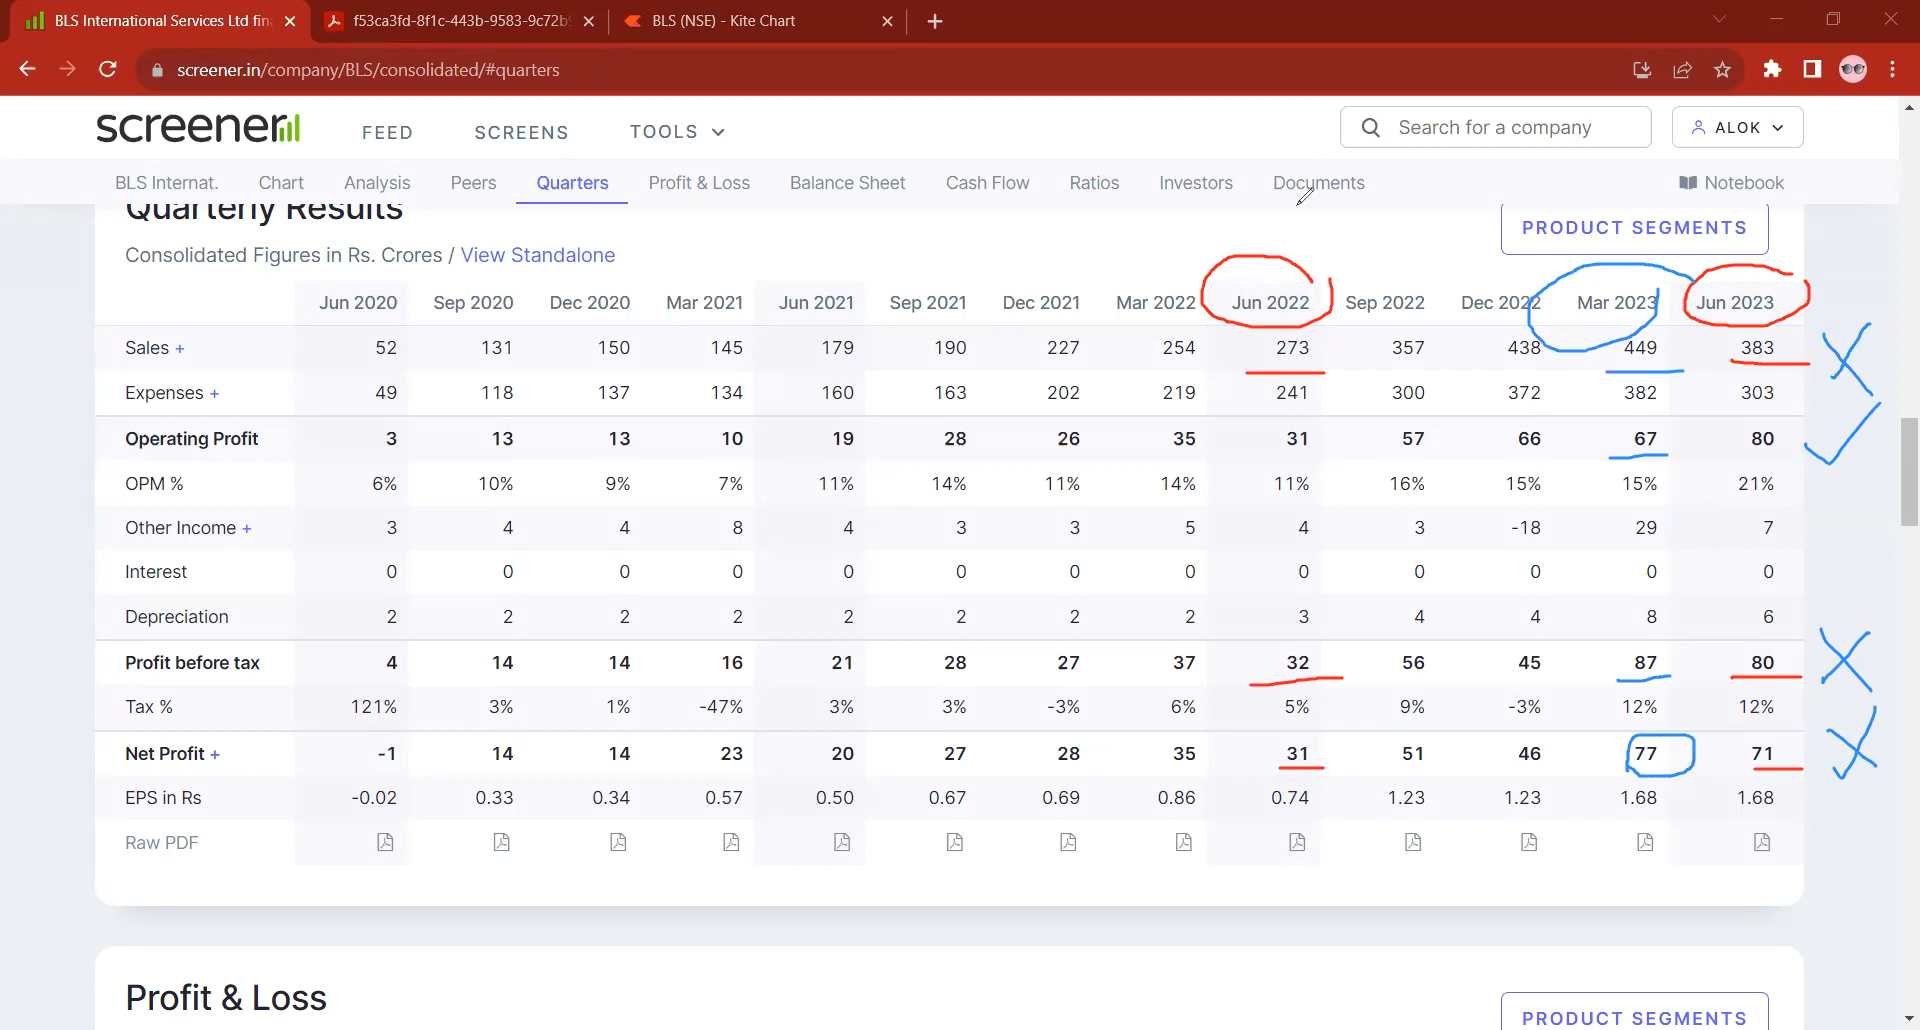 BLS International Services Ltd fin
f53ca3fd-8f1c-443b-9583-9c72b
BLS (NSE) - Kite Chart
screener.in/company/BLS/consolidated/#quarters
screener
FEED SCREENS TOOLS
Search for a company
ALOK
BLS Internat. Chart Analysis Peers Quarters Profit & Loss Balance Sheet Cash Flow Ratios Investors Documents Notebook
Quarterly Results
PRODUCT SEGMENTS
Consolidated Figures in Rs. Crores / View Standalone
Jun 2020 Sep 2020 Dec 2020 Mar 2021 Jun 2021 Sep 2021 Dec 2021 Mar 2022 Jun 2022 Sep 2022 Dec 2022 Mar 2023 Jun 2023
Sales + 52 131 150 145 179 190 227 254 273 357 438 449 383
Expenses + 49 118 137 134 160 163 202 219 241 300 372 382 303
Operating Profit 3 13 13 10 19 28 26 35 31 57 66 67 80
OPM % 6% 10% 9% 7% 11% 14% 11% 14% 11% 16% 15% 15% 21%
Other Income + 3 4 4 8 4 3 3 5 4 3 -18 29 7
Interest 0 0 0 0 0 0 0 0 0 0 0 0 0
Depreciation 2 2 2 2 2 2 2 2 3 4 4 8 6
Profit before tax 4 14 14 16 21 28 27 37 32 56 45 87 80
Tax % 121% 3% 1% -47% 3% 3% -3% 6% 5% 9% -3% 12% 12%
Net Profit + -1 14 14 23 20 27 28 35 31 51 46 77 71
EPS in Rs -0.02 0.33 0.34 0.57 0.50 0.67 0.69 0.86 0.74 1.23 1.23 1.68 1.68
Raw PDF
Profit & Loss
PRODUCT SEGMENTS